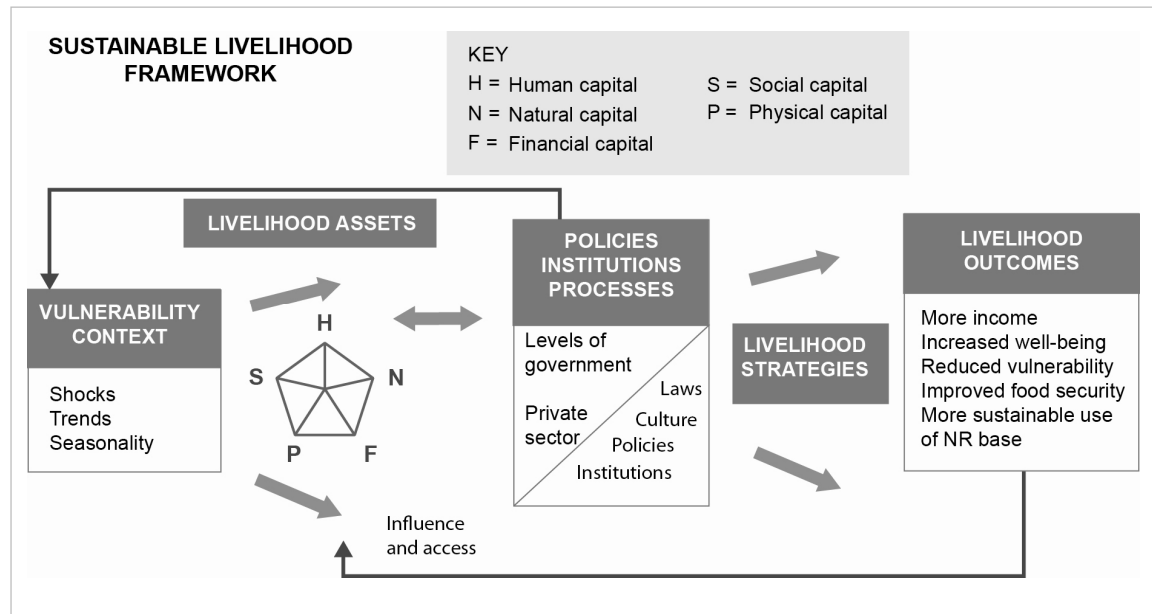 SUSTAINABLE LIVELIHOOD
FRAMEWORK
KEY
H = Human capital
N = Natural capital
F = Financial capital
S = Social capital
P = Physical capital
LIVELIHOOD ASSETS
VULNERABILITY
CONTEXT
Shocks
Trends
Seasonality
H
S
N
P
F
Influence
and access
POLICIES
INSTITUTIONS
PROCESSES
Levels of
government
Private
sector
Laws
Culture
Policies
Institutions
LIVELIHOOD
STRATEGIES
LIVELIHOOD
OUTCOMES
More income
Increased well-being
Reduced vulnerability
Improved food security
More sustainable use
of NR base